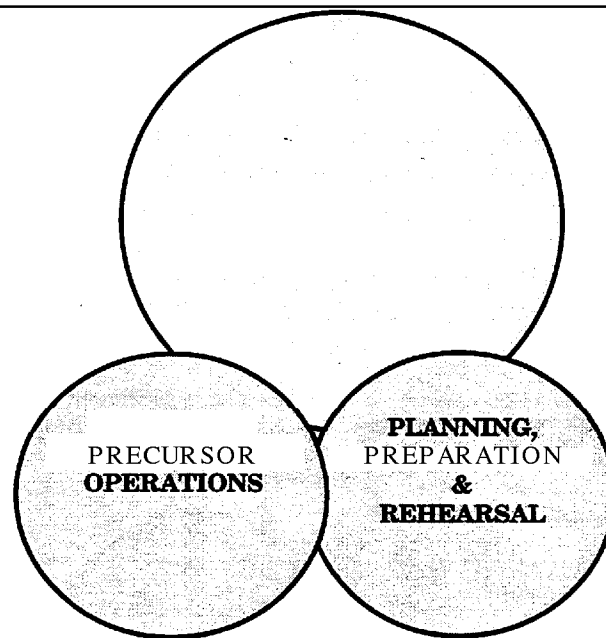 PRECURSOR
OPERATIONS
PLANNING,
PREPARATION
&
REHEARSAL